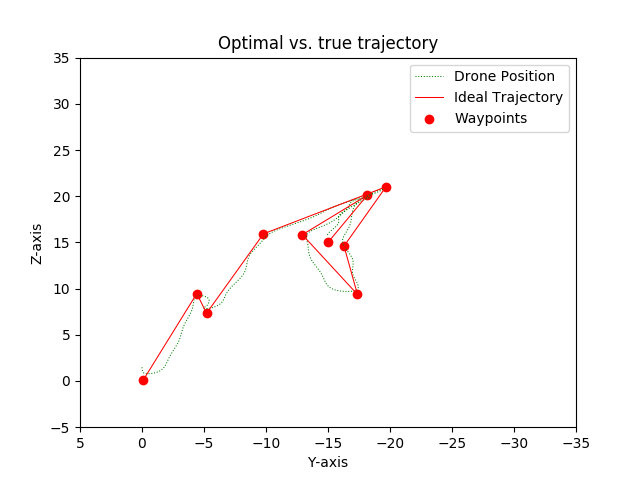 Optimal vs. true trajectory
Drone Position
Ideal Trajectory
Waypoints
35
30
25
20
15
10
5
0
−5
Z-axis
5 0 −5 −10 −15 −20 −25 −30 −35
Y-axis